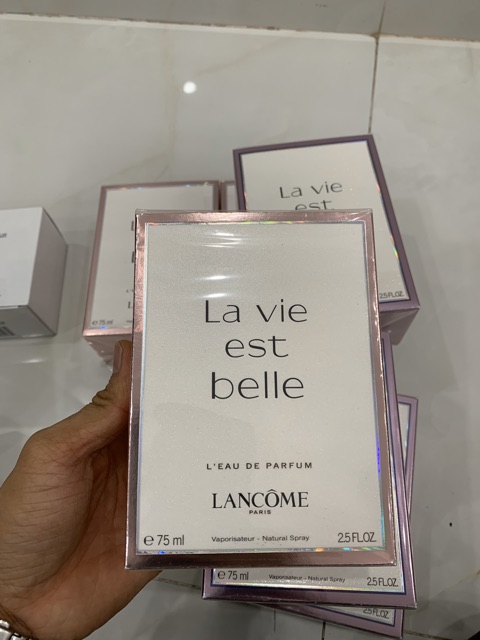 La vie
est
2.5 FL.OZ.
e 75 ml
La vie
est
belle
L'EAU DE PARFUM
LANCÔME
PARIS
e 75 ml
Vaporisateur - Natural Spray
2.5 FL.OZ.
e 75 ml
Vaporisateur - Natural Spray
2.5 FL.OZ.
2.5 FL.OZ.